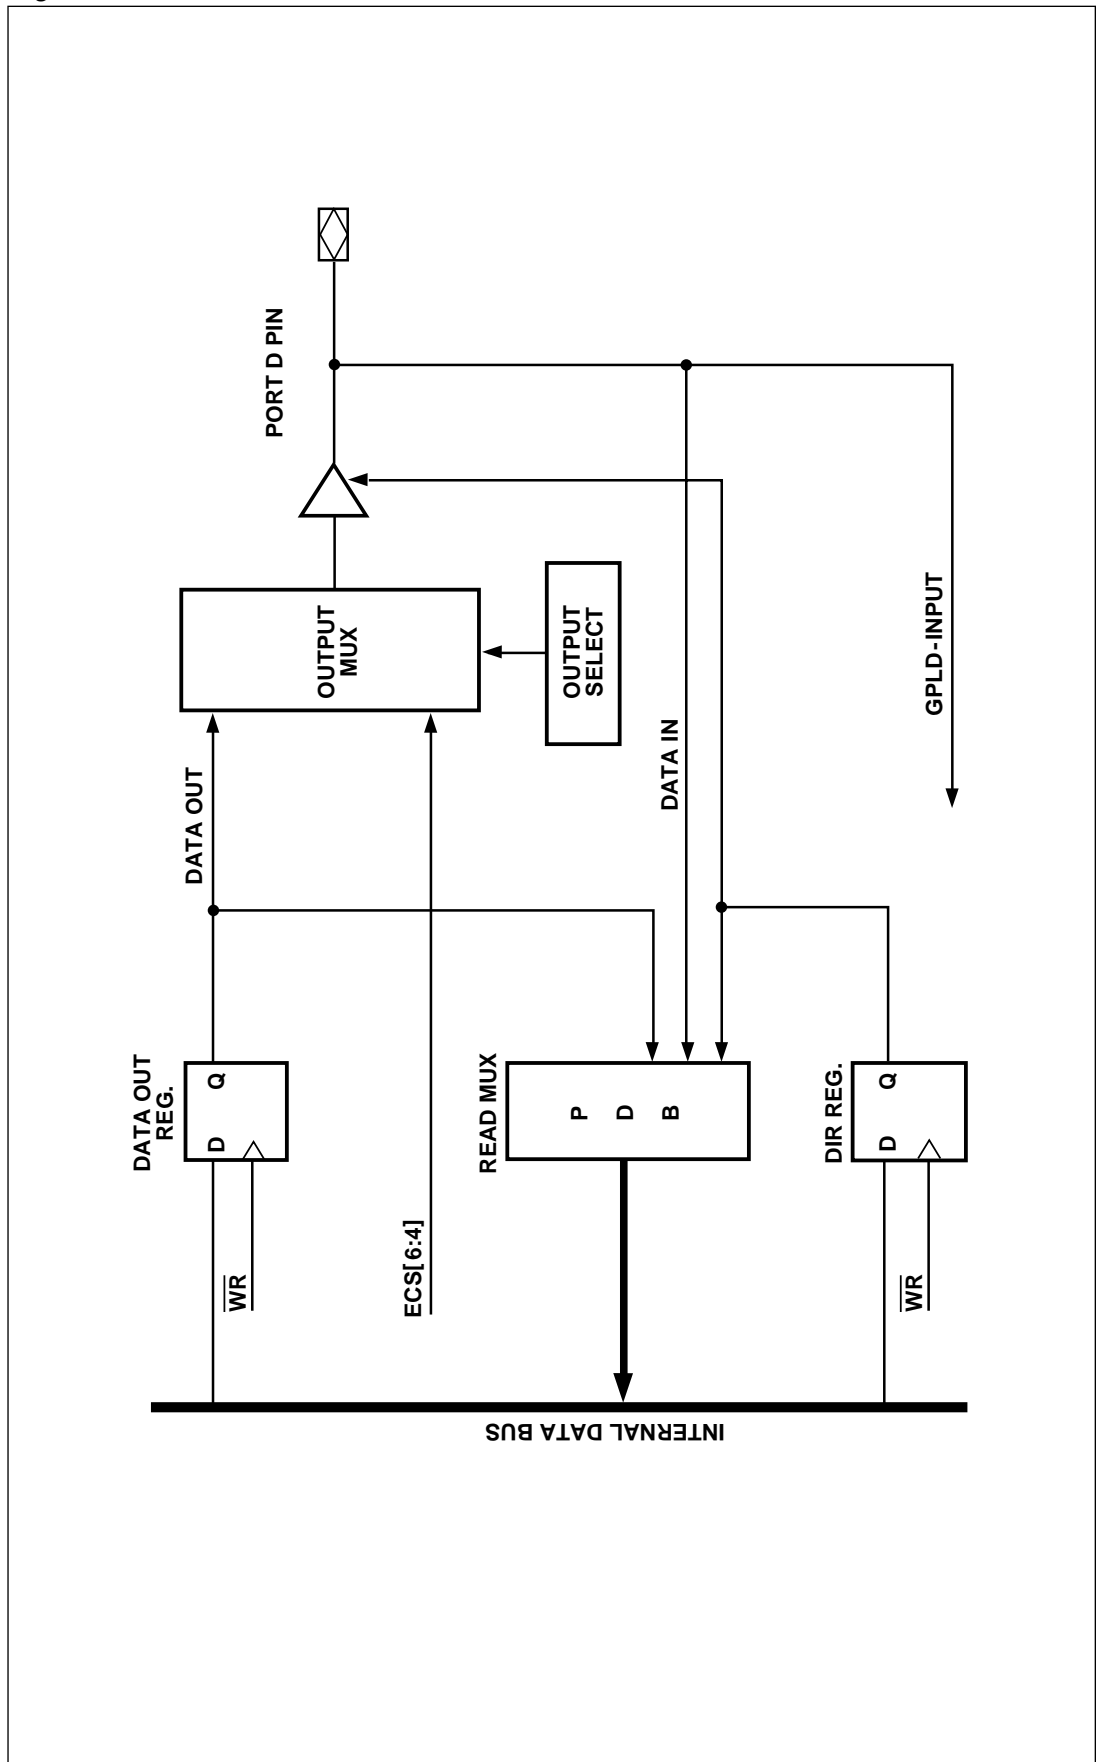 DATA OUT
REG.
D
Q
WR
DATA OUT
ECS[6:4]
OUTPUT
MUX
OUTPUT
SELECT
PORT D PIN
READ MUX
P
D
B
DATA IN
DIR REG.
D
Q
WR
GPLD-INPUT
INTERNAL DATA BUS